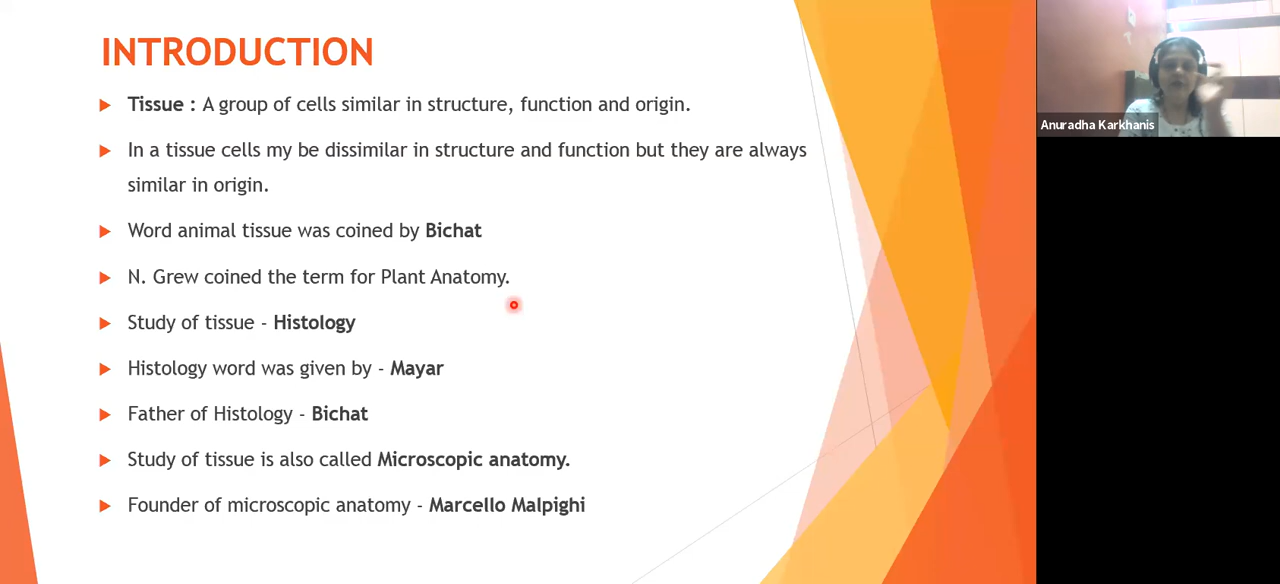 INTRODUCTION
Tissue : A group of cells similar in structure, function and origin.
In a tissue cells my be dissimilar in structure and function but they are always
similar in origin.
Word animal tissue was coined by Bichat
N. Grew coined the term for Plant Anatomy.
Study of tissue - Histology
Histology word was given by - Mayar
Father of Histology - Bichat
Study of tissue is also called Microscopic anatomy.
Founder of microscopic anatomy - Marcello Malpighi
Anuradha Karkhanis